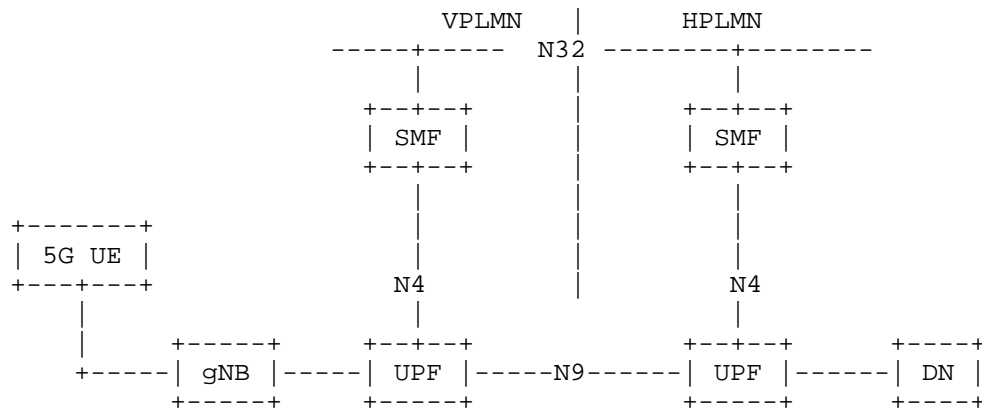 VPLMN | HPLMN
-----+----- N32 --------+--------
| | |
+--+--+ | +--+--+
| SMF | | | SMF |
+--+--+ | +--+--+
| | |
| | |
+-------+ | | |
| 5G UE | | | |
+---+---+ N4 | N4
| | |
| +-----+ +--+--+ +--+--+ +----+
+-----| gNB |-----| UPF |-----N9------| UPF |------| DN |
+-----+ +-----+ +-----+ +----+